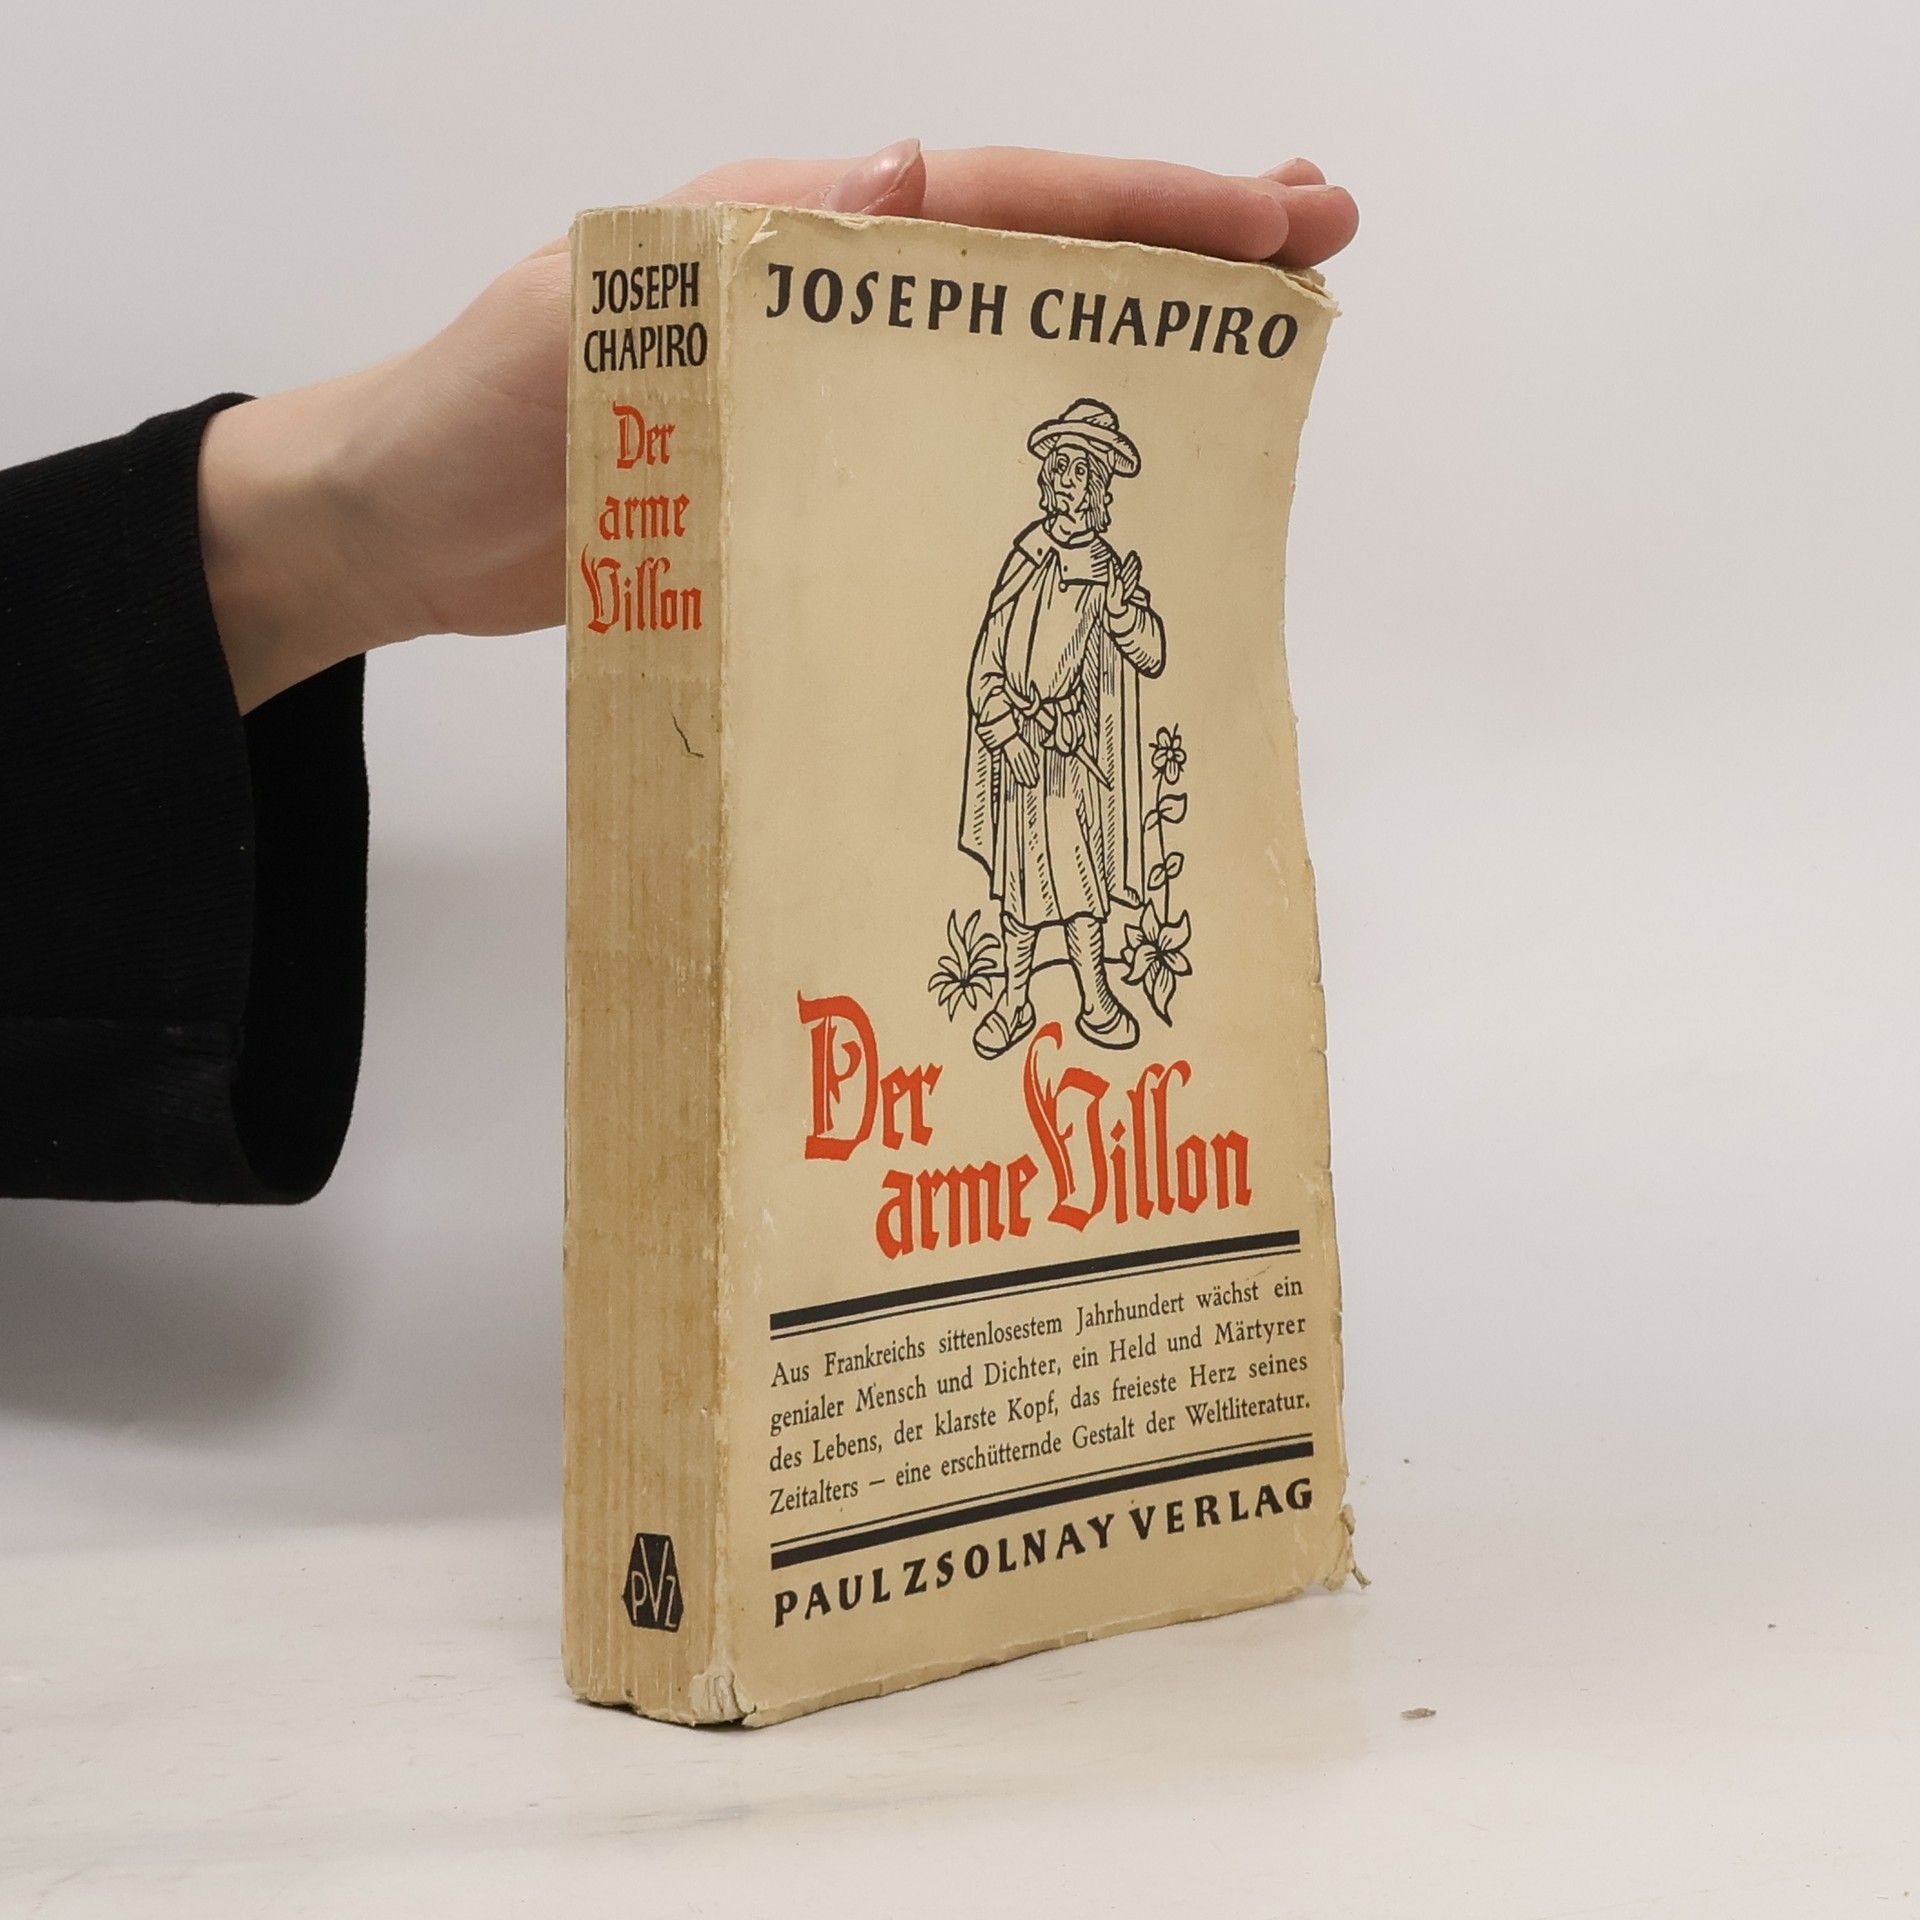 JOSEPH
CHAPIRO
Der
arme
Villon
PVZ
JOSEPH CHAPIRO
Der
arme Villon
Aus Frankreichs sittenlosestem Jahrhundert wächst ein
genialer Mensch und Dichter, ein Held und Märtyrer
des Lebens, der klarste Kopf, das freieste Herz seines
Zeitalters – eine erschütternde Gestalt der Weltliteratur.
PAUL ZSOLNAY VERLAG